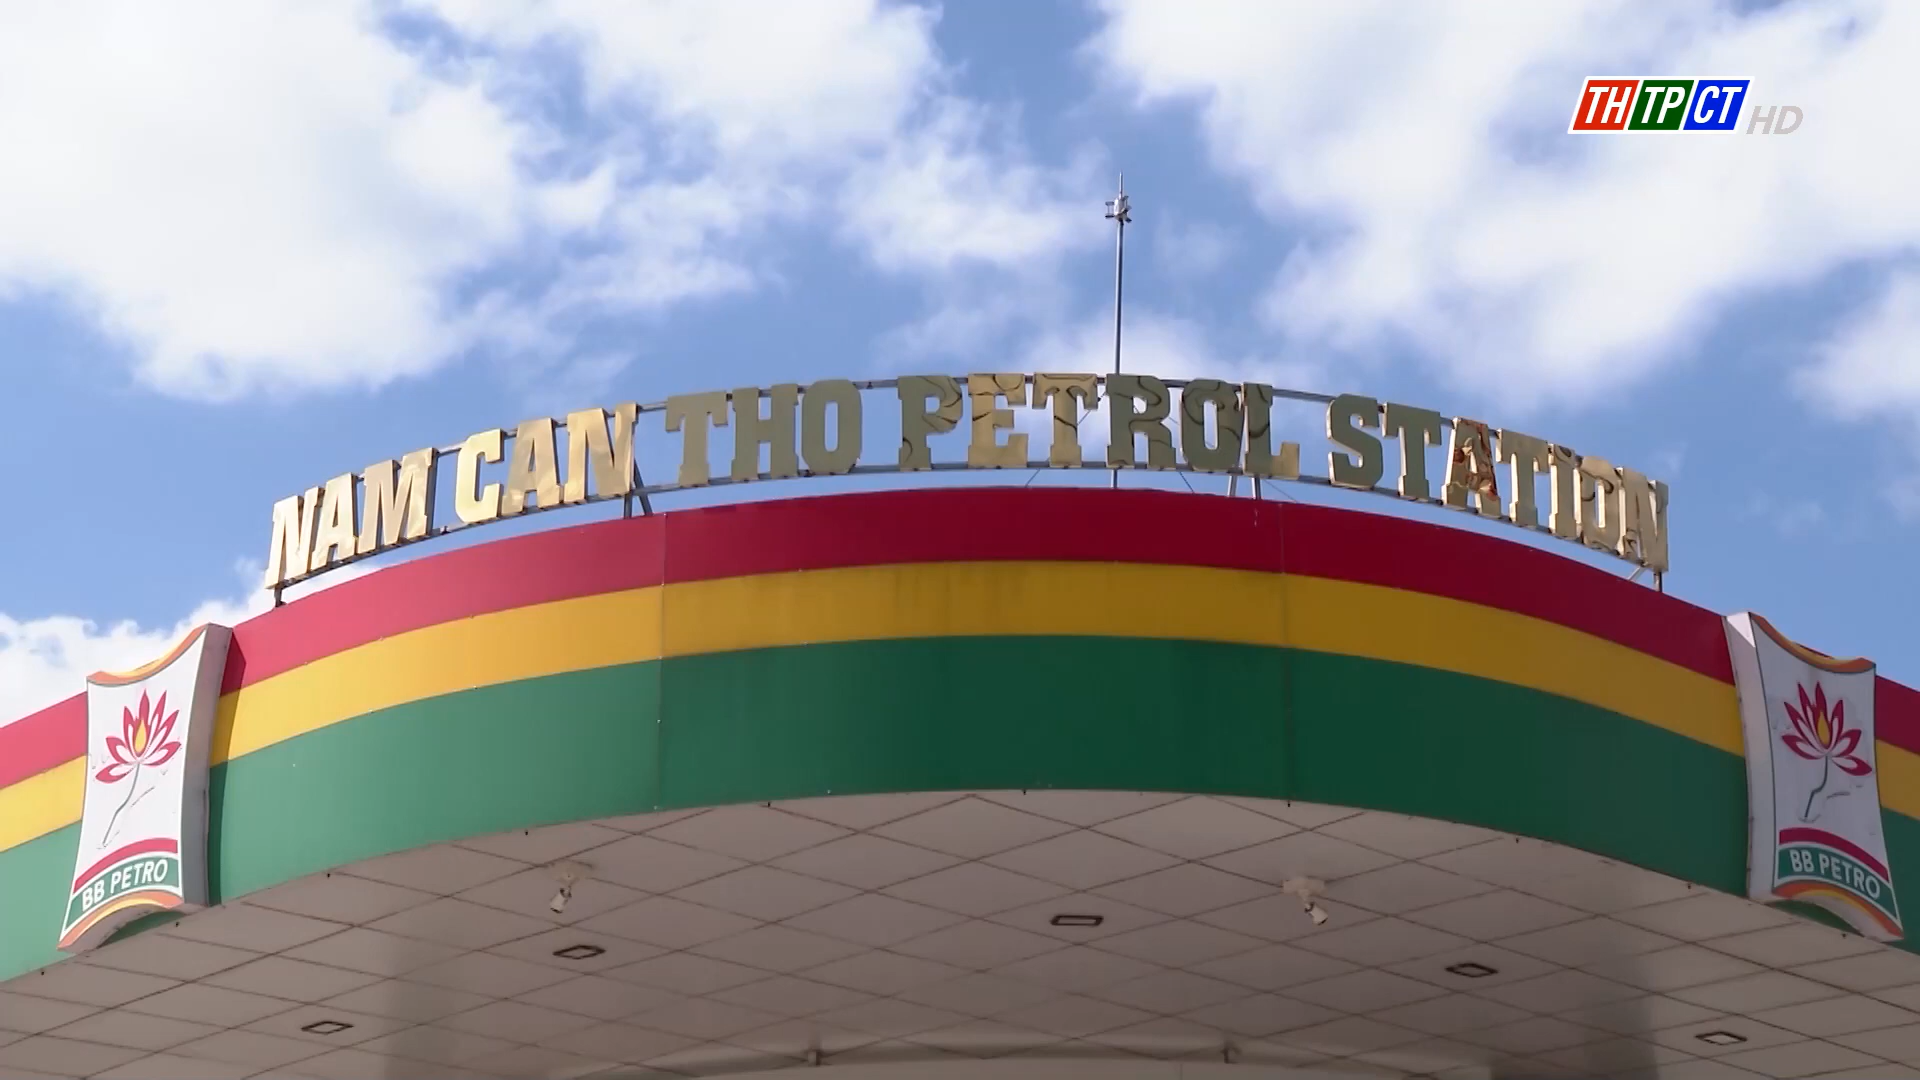 THTPCT HD
NAM CAN THO PETROL STATION
BB PETRO
BB PETRO